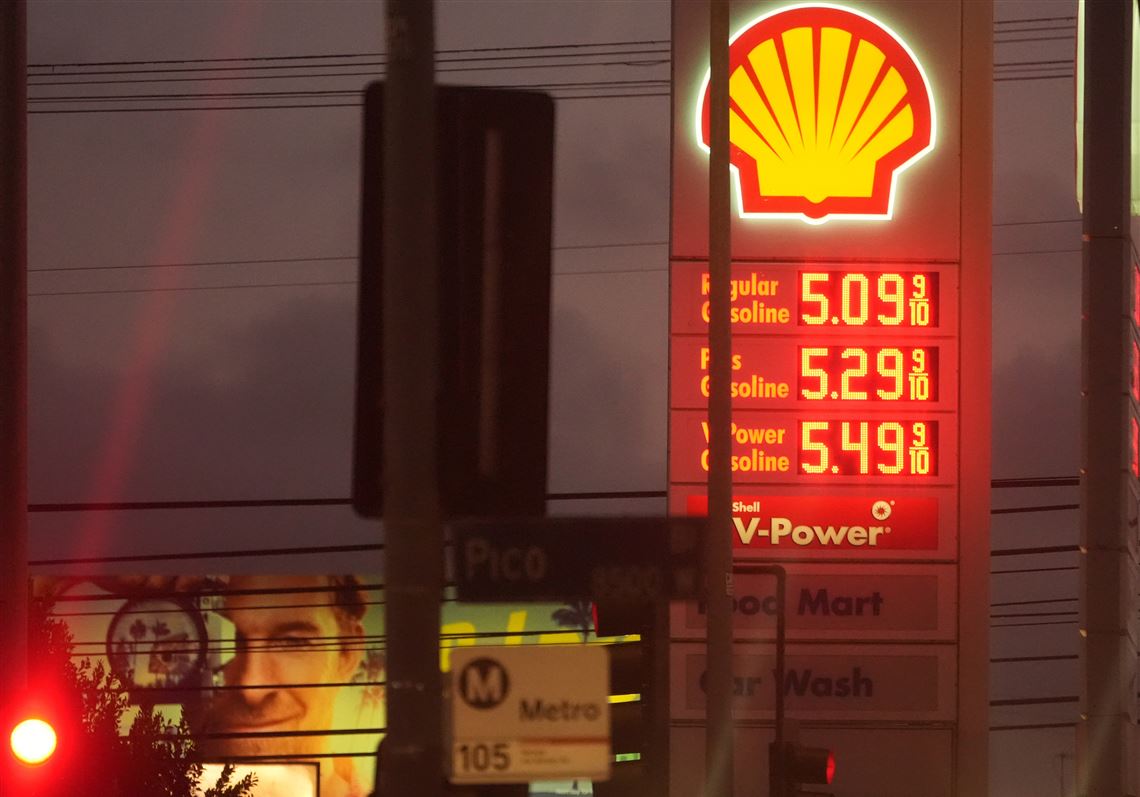 Regular
Gasoline
5.09 9/10
Plus
Gasoline
5.29 9/10
V-Power
Gasoline
5.49 9/10
Shell
V-Power
Food Mart
Car Wash
Pico
8500 W
M
Metro
105